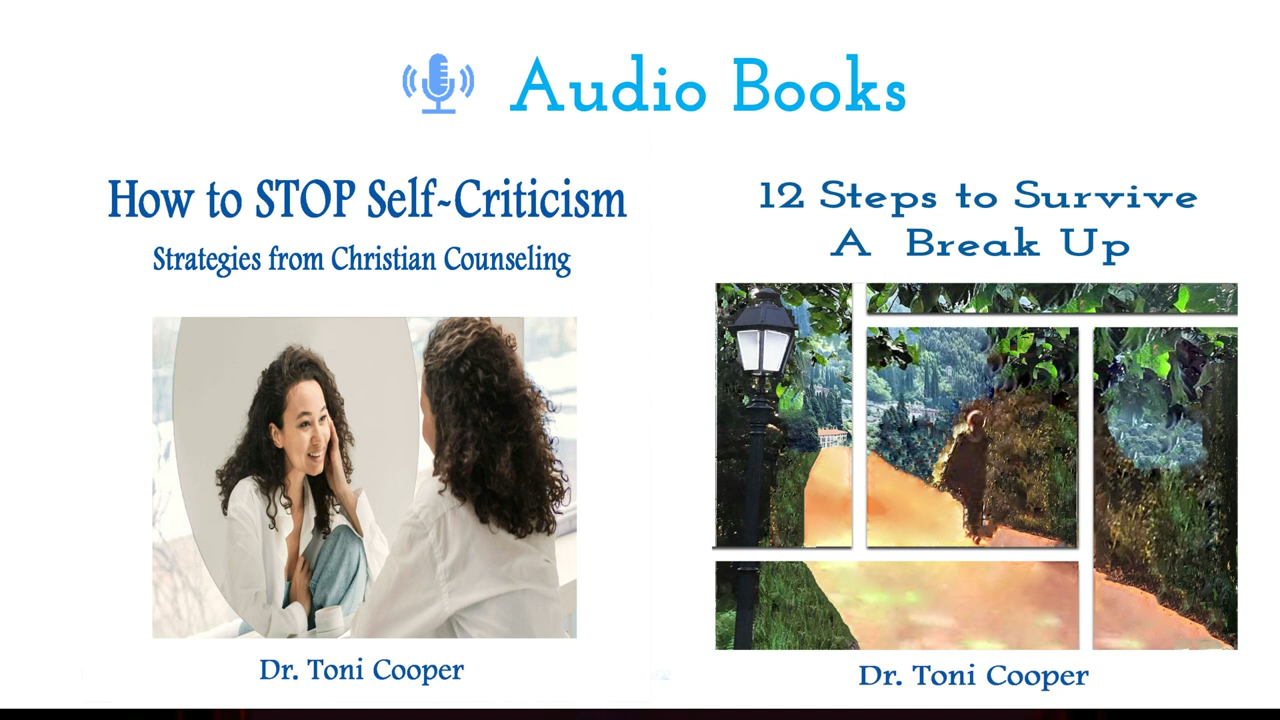 Audio Books
How to STOP Self-Criticism
Strategies from Christian Counseling
Dr. Toni Cooper
12 Steps to Survive
A Break Up
Dr. Toni Cooper